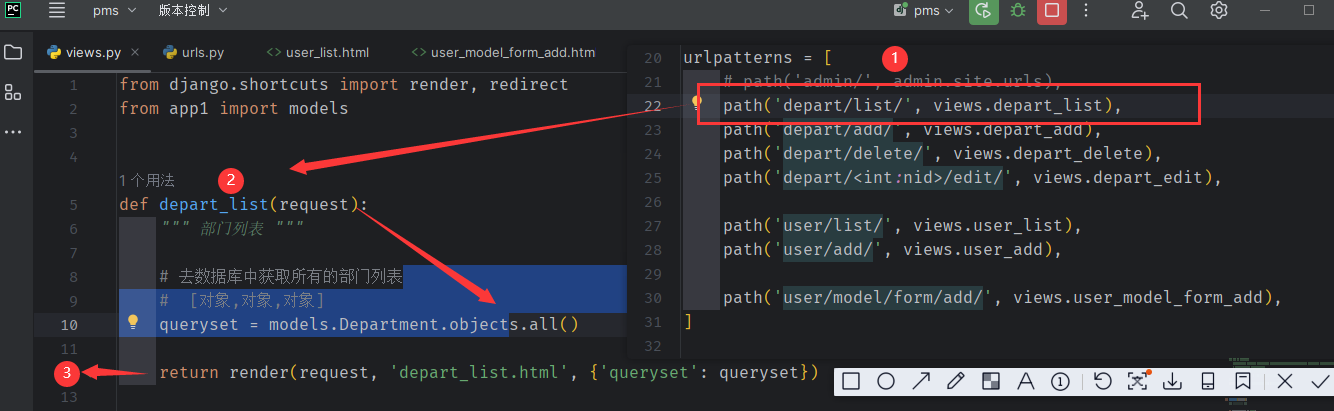 PC
pms
版本控制
dj
pms
views.py
urls.py
<> user_list.html
<> user_model_form_add.htm
1 from django.shortcuts import render, redirect
2 from app1 import models
3
4
1 个用法
2
5 def depart_list(request):
6 """ 部门列表 """
7
8 # 去数据库中获取所有的部门列表
9 # [对象,对象,对象]
10 queryset = models.Department.objects.all()
11
3
return render(request, 'depart_list.html', {'queryset': queryset})
13
20 urlpatterns = [
1
21 # path('admin/', admin.site.urls),
22 path('depart/list/', views.depart_list),
23 path('depart/add/', views.depart_add),
24 path('depart/delete/', views.depart_delete),
25 path('depart/<int:nid>/edit/', views.depart_edit),
26
27 path('user/list/', views.user_list),
28 path('user/add/', views.user_add),
29
30 path('user/model/form/add/', views.user_model_form_add),
31 ]
32
A
1
文